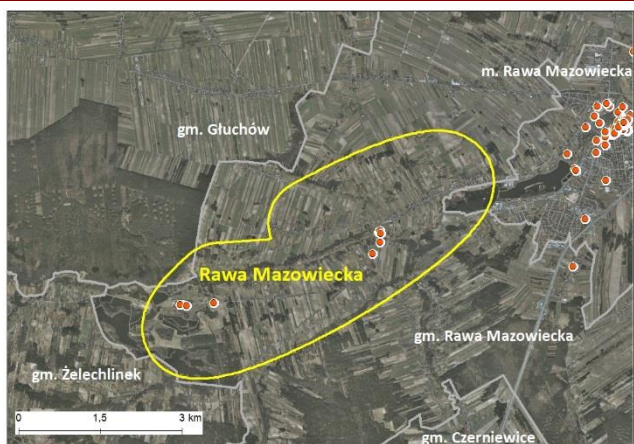 m. Rawa Mazowiecka
gm. Głuchów
Rawa Mazowiecka
gm. Rawa Mazowiecka
gm. Żelechlinek
0 1,5 3 km
gm. Czerniewice